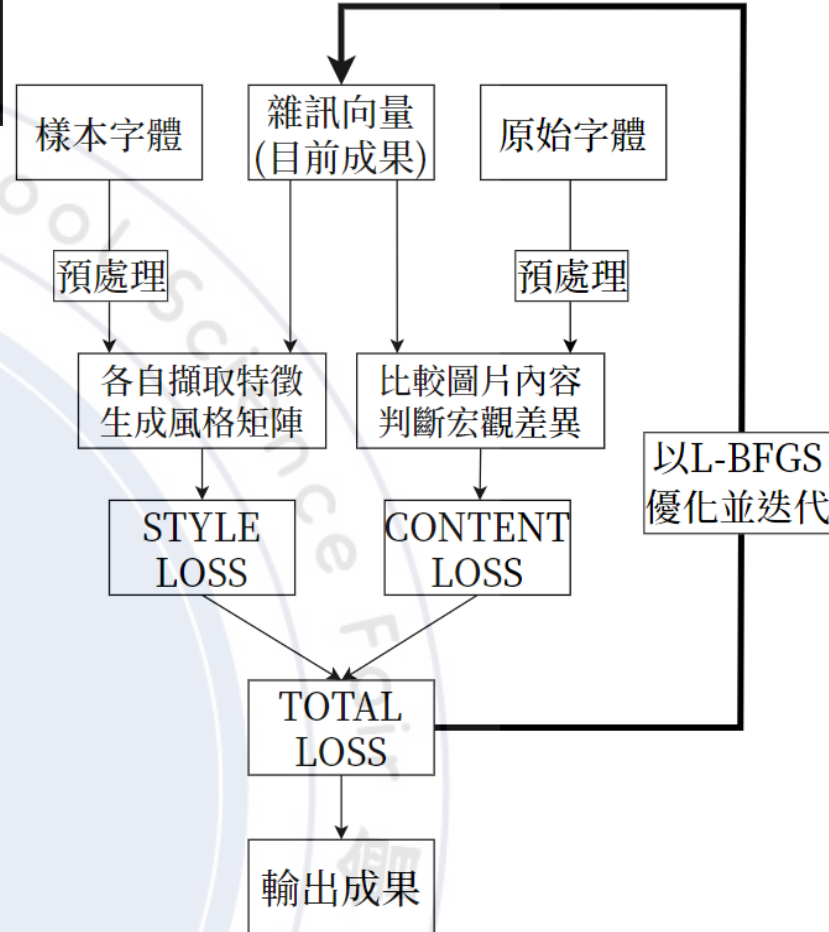 樣本字體
雜訊向量
(目前成果)
原始字體
預處理
預處理
各自擷取特徵
生成風格矩陣
比較圖片內容
判斷宏觀差異
以L-BFGS
優化並迭代
STYLE
LOSS
CONTENT
LOSS
TOTAL
LOSS
輸出成果
ool Science Fair